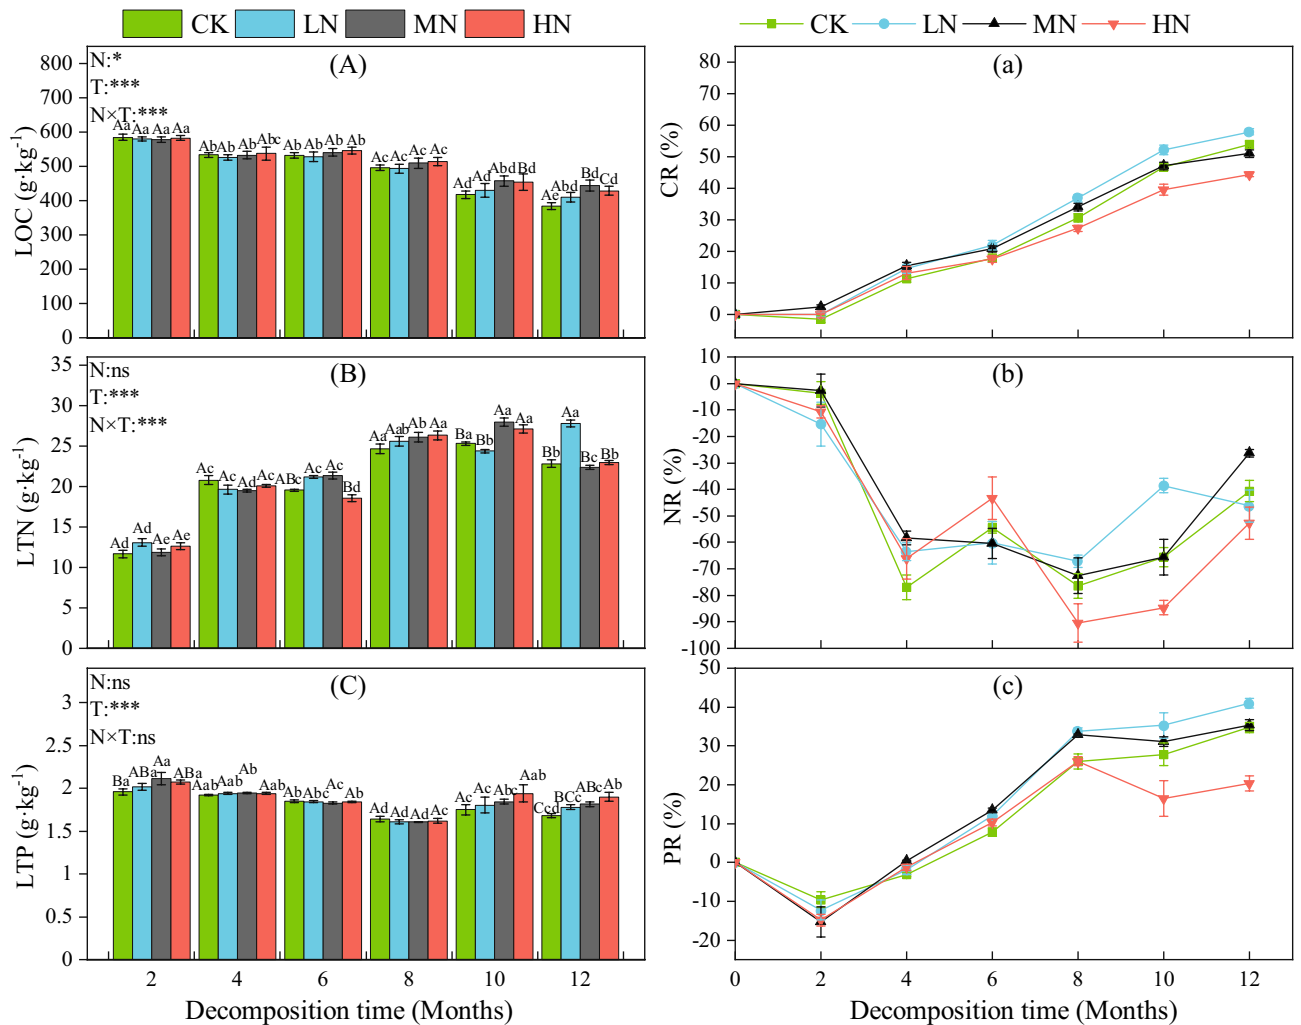 CK LN MN HN
N:*
T:***
N×T:***
(A)
LOC (g·kg⁻¹)
800
700
600
500
400
300
200
100
0
Aa Aa Aa Aa
Ab Ab Ab Abc
Ab Ab Ab Ab
Ac Ac Ac Ac
Ad Ad Abd Bd
Ae Abd Bd Cd
N:ns
T:***
N×T:***
(B)
LTN (g·kg⁻¹)
35
30
25
20
15
10
5
0
Ad Ad Ae Ae
Ac Ac Ad Ac
ABc Ac Ac Bd
Aa Aab Ab Aa
Ba Bb Aa Aa
Bb Aa Bc Bb
N:ns
T:***
N×T:ns
(C)
LTP (g·kg⁻¹)
3
2.5
2
1.5
1
0.5
0
Ba ABa Aa ABa
Aab Aab Ab Aab
Ab Abc Ac Ab
Ad Ad Ad Ac
Ac Ac Abc Aab
Ccd BCc ABc Ab
2 4 6 8 10 12
Decomposition time (Months)
CK LN MN HN
(a)
CR (%)
80
70
60
50
40
30
20
10
0
(b)
NR (%)
10
0
-10
-20
-30
-40
-50
-60
-70
-80
-90
-100
(c)
PR (%)
50
40
30
20
10
0
-10
-20
0 2 4 6 8 10 12
Decomposition time (Months)